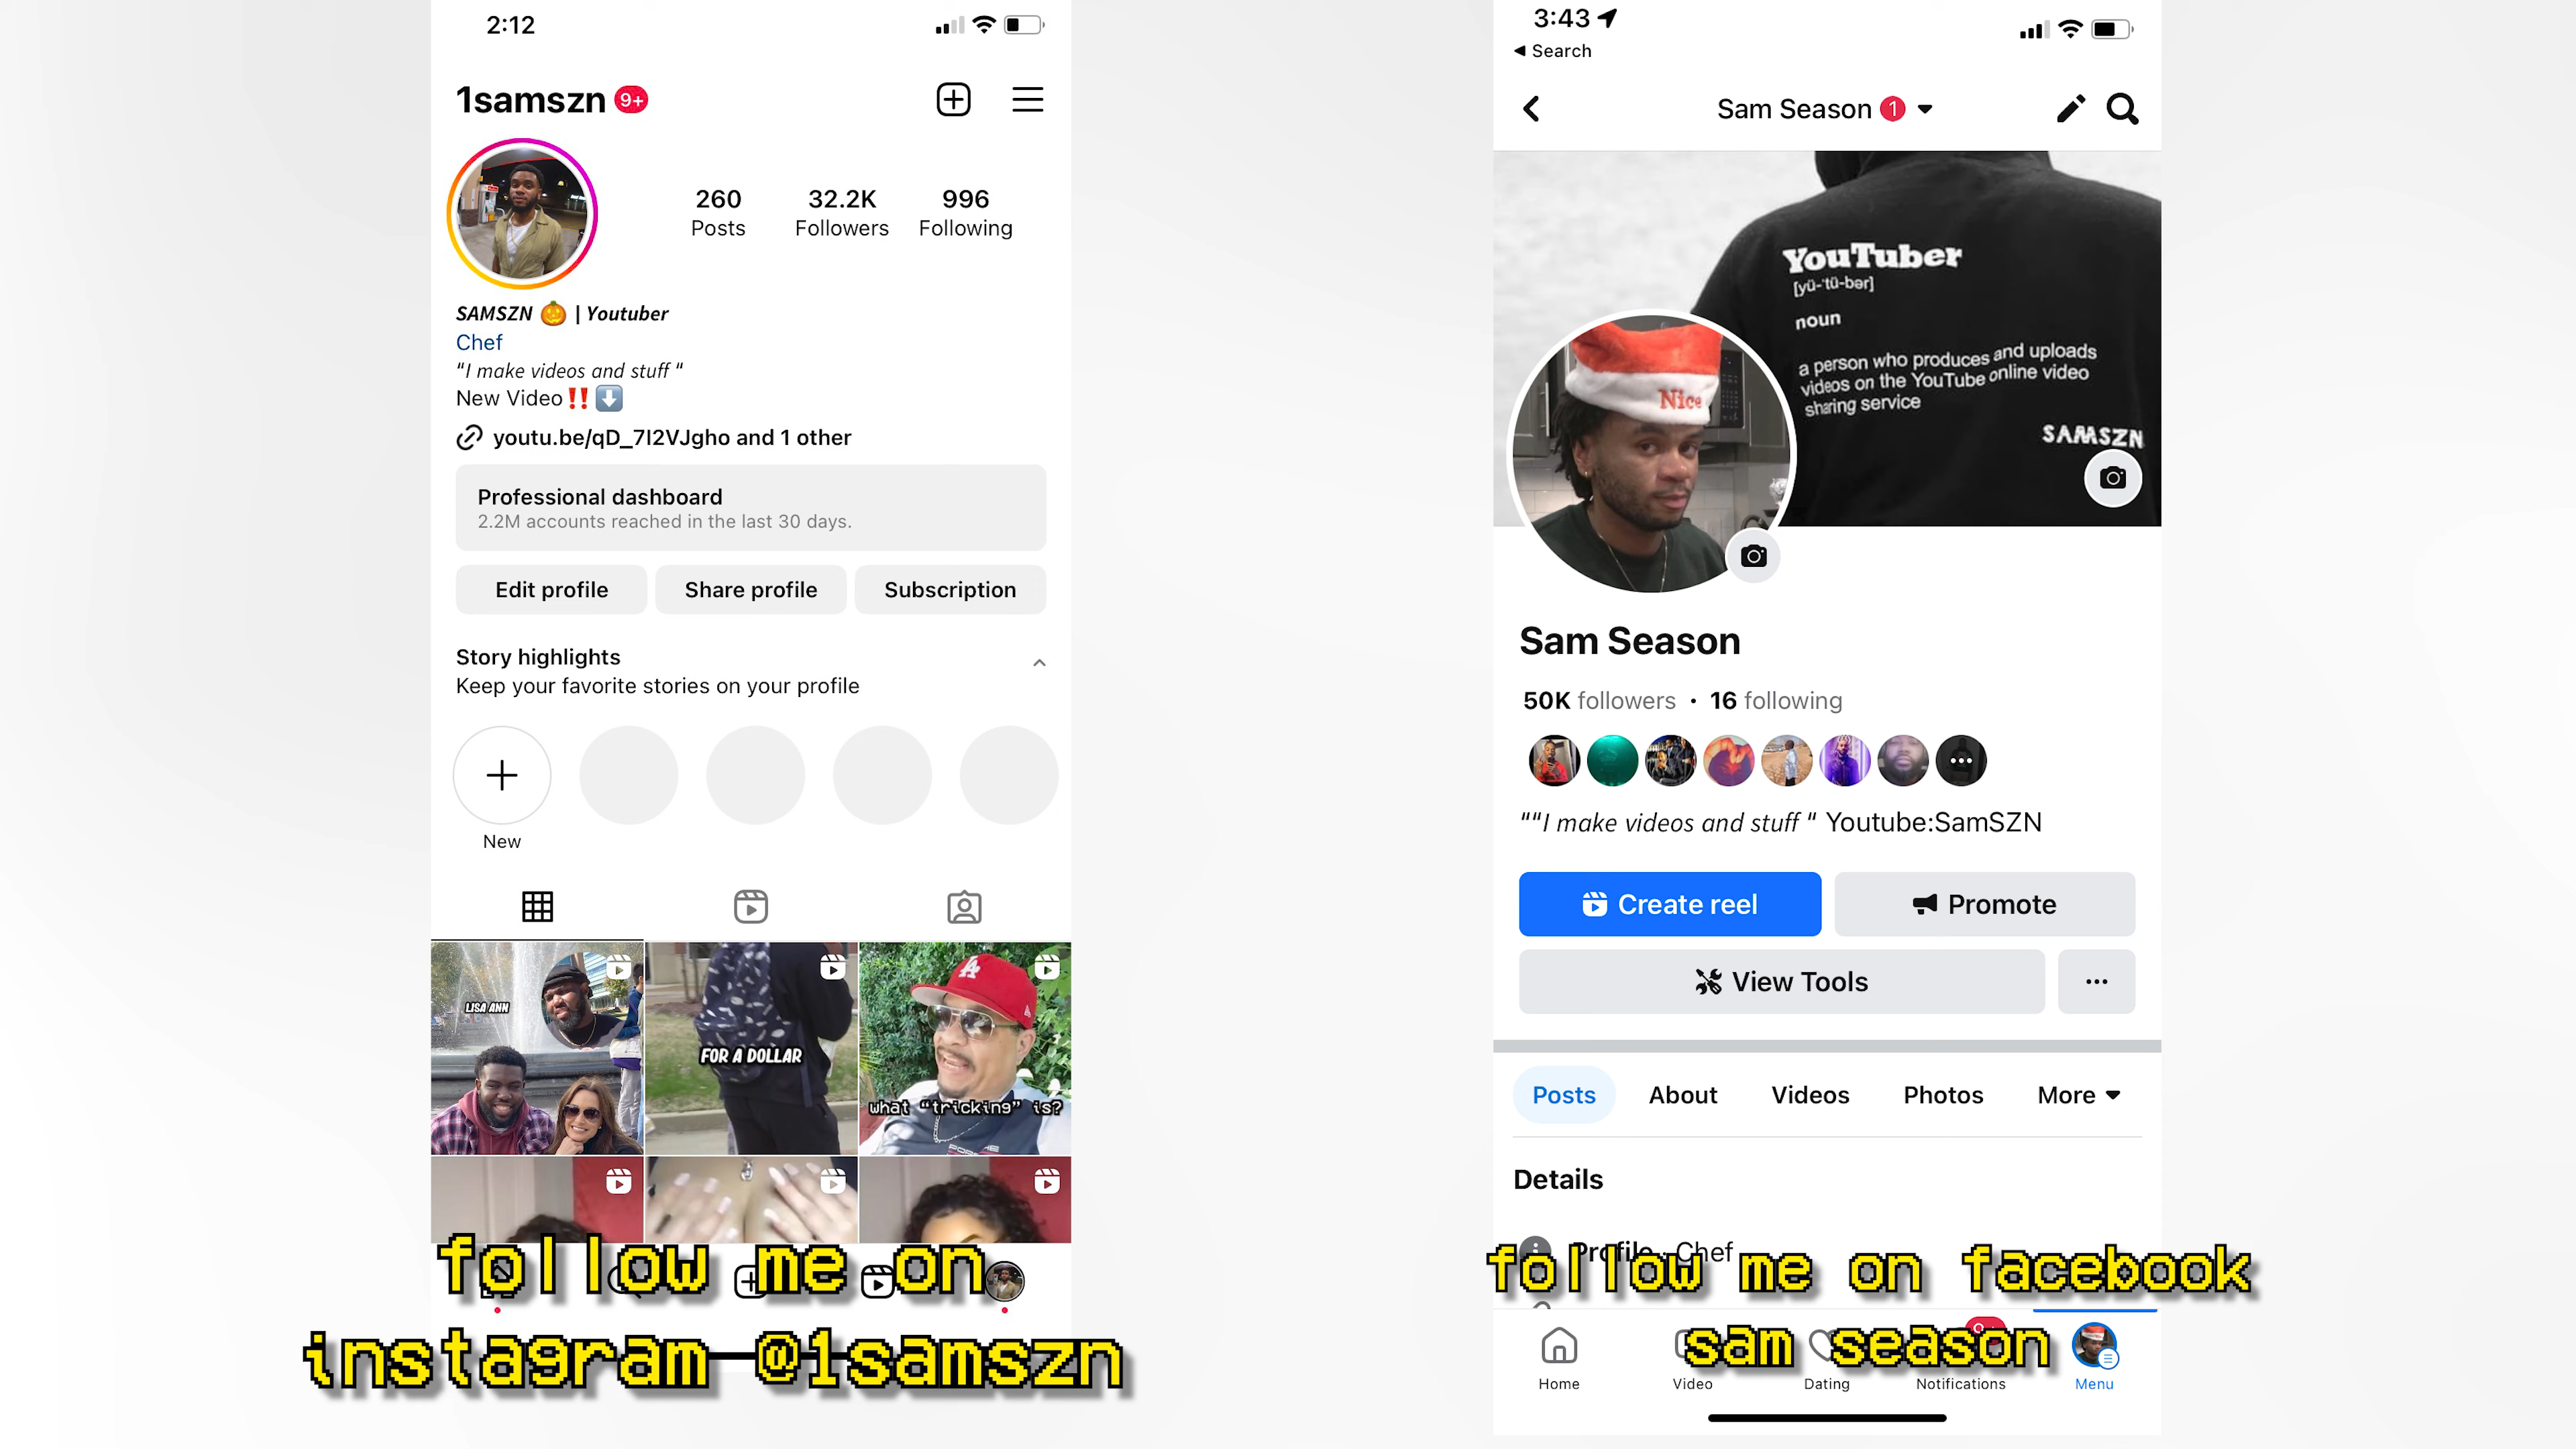 2:12
1samszn 9+
260 32.2K 996
Posts Followers Following
SAMSZN 🎃 | Youtuber
Chef
"I make videos and stuff "
New Video‼️⬇️
youtu.be/qD_7I2VJgho and 1 other
Professional dashboard
2.2M accounts reached in the last 30 days.
Edit profile Share profile Subscription
Story highlights
Keep your favorite stories on your profile
New
LISA ANN
FOR A DOLLAR
LA
what "tricking" is?
PORSCHE
follow me on
instagram @1samszn
3:43
Search
Sam Season 1
YouTuber
[yü-'tü-bər]
noun
a person who produces and uploads
videos on the YouTube online video
sharing service
SAMSZN
Nice
Sam Season
50K followers • 16 following
""I make videos and stuff " Youtube:SamSZN
Create reel Promote
View Tools
Posts About Videos Photos More
Details
Profile · Chef
follow me on facebook
sam season
Home Video Dating Notifications Menu